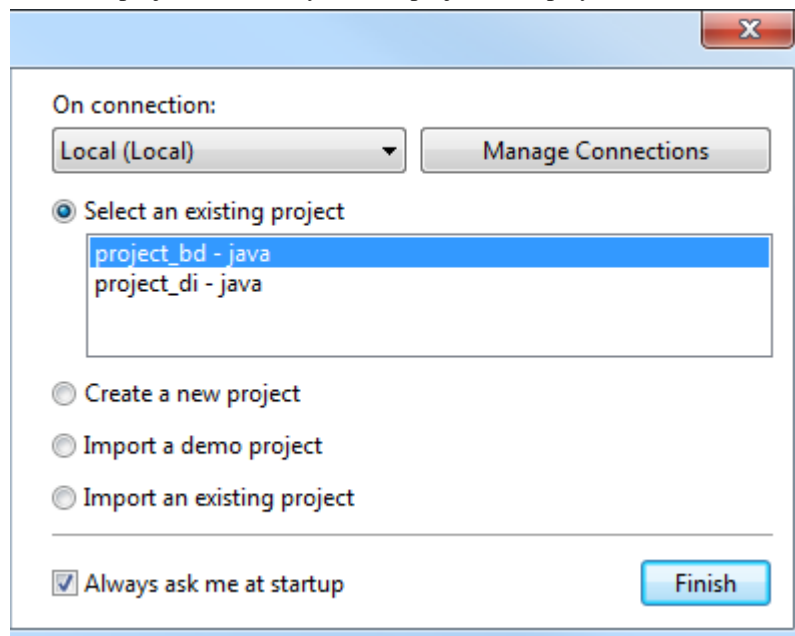 On connection:
Local (Local)
Manage Connections
Select an existing project
project_bd - java
project_di - java
Create a new project
Import a demo project
Import an existing project
Always ask me at startup
Finish